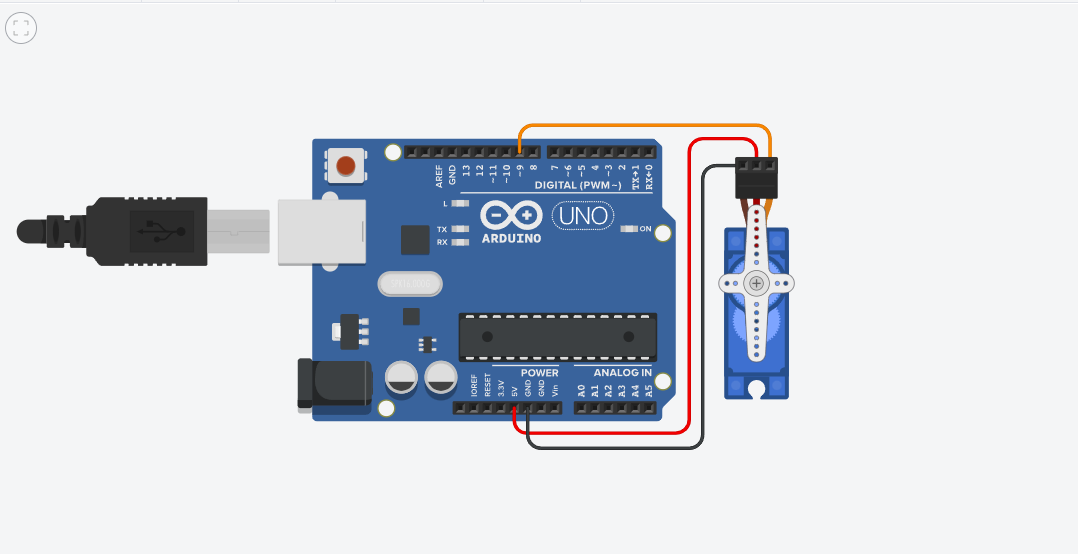 AREF
GND
13
12
~11
~10
~9
8
7
~6
~5
4
~3
2
TX→1
RX←0
DIGITAL (PWM~)
L
TX
RX
ARDUINO
UNO
ON
POWER
ANALOG IN
IOREF
RESET
3.3V
5V
GND
GND
Vin
A0
A1
A2
A3
A4
A5